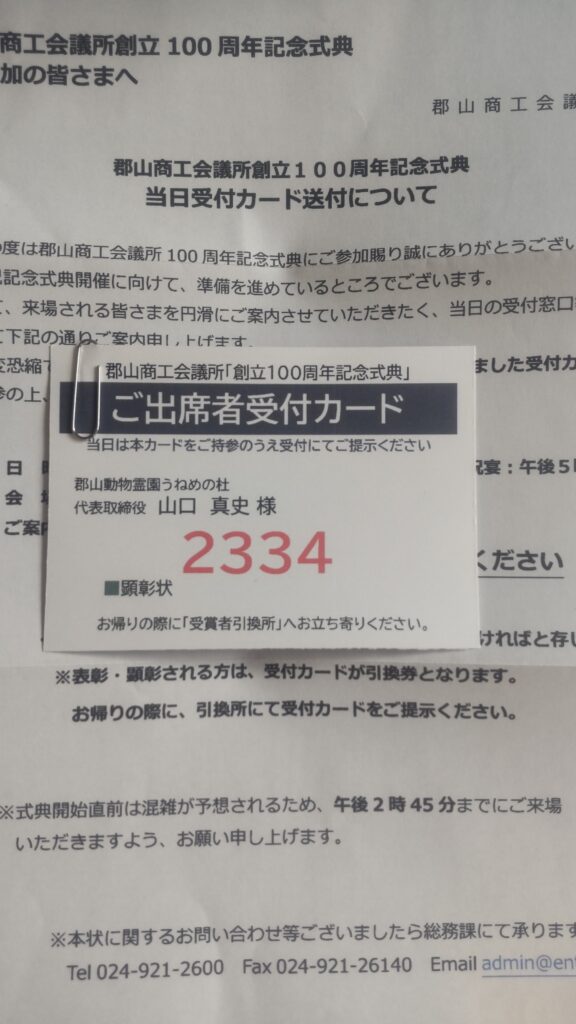 商工会議所創立 100 周年記念式典
加の皆さまへ
郡 山 商 工 会 議
郡山商工会議所創立１００周年記念式典
当日受付カード送付について
度は郡山商工会議所 100 周年記念式典にご参加賜り誠にありがとうござい
記念式典開催に向けて、準備を進めているところでございます。
、来場される皆さまを円滑にご案内させていただきたく、当日の受付窓口
下記の通りご案内申し上げます。
恐縮で
ました受付カ
参の上、
郡山商工会議所「創立100周年記念式典」
ご出席者受付カード
当日は本カードをご持参のうえ受付にてご提示ください
郡山動物霊園うねめの杜
代表取締役 山口 真史 様
2334
■顕彰状
お帰りの際に「受賞者引換所」へお立ち寄りください。
日
祝宴：午後５
会
ご案内
ください
ければと存
※表彰・顕彰される方は、受付カードが引換券となります。
お帰りの際に、引換所にて受付カードをご提示ください。
※式典開始直前は混雑が予想されるため、午後 2 時 45 分までにご来場
いただきますよう、お願い申し上げます。
※本状に関するお問い合わせ等ございましたら総務課にて承ります
Tel 024-921-2600 Fax 024-921-26140 Email admin@en